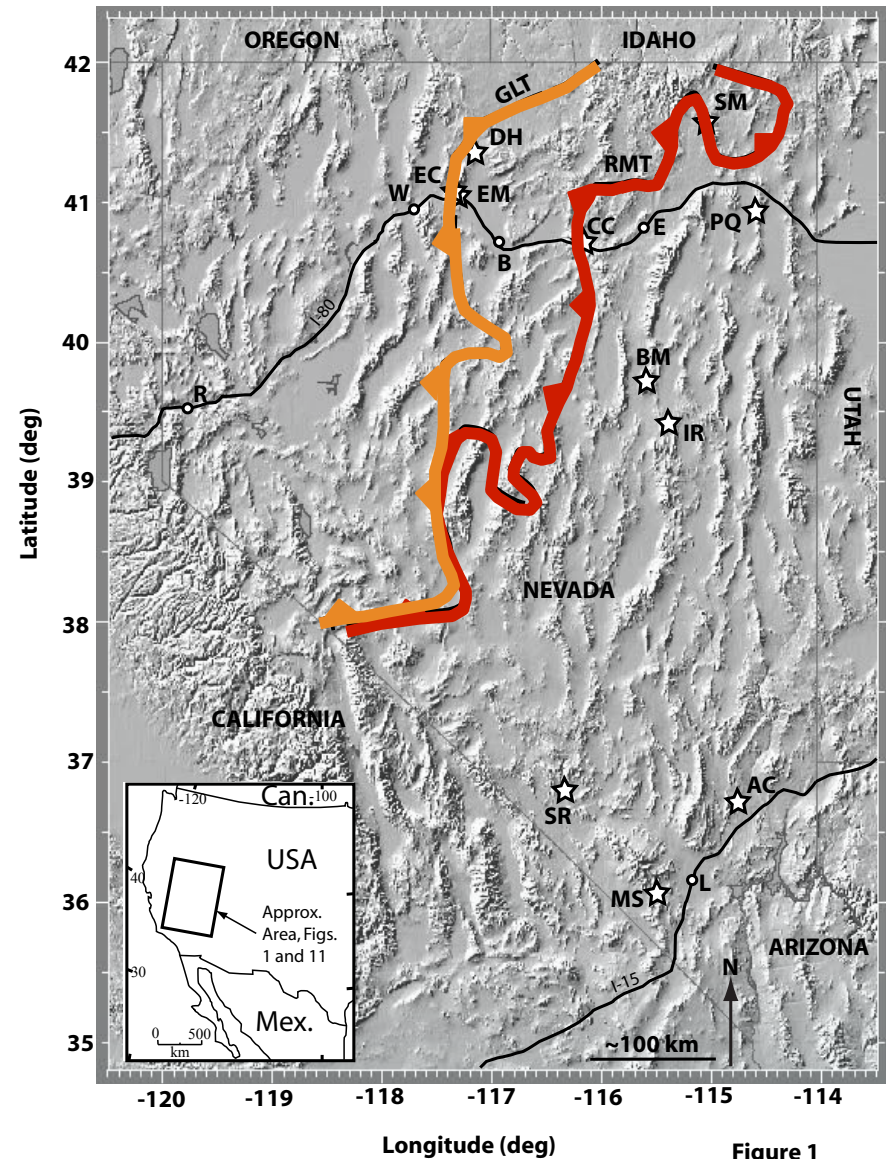 OREGON
IDAHO
42
GLT
SM
DH
RMT
EC
EM
W
41
CC
E
PQ
B
I-80
40
BM
R
IR
UTAH
39
Latitude (deg)
NEVADA
38
CALIFORNIA
37
SR
AC
MS
L
36
ARIZONA
N
I-15
35
~100 km
Can.
-120
-100
USA
40
Approx.
Area, Figs.
1 and 11
30
Mex.
0 500
km
-120 -119 -118 -117 -116 -115 -114
Longitude (deg)
Figure 1